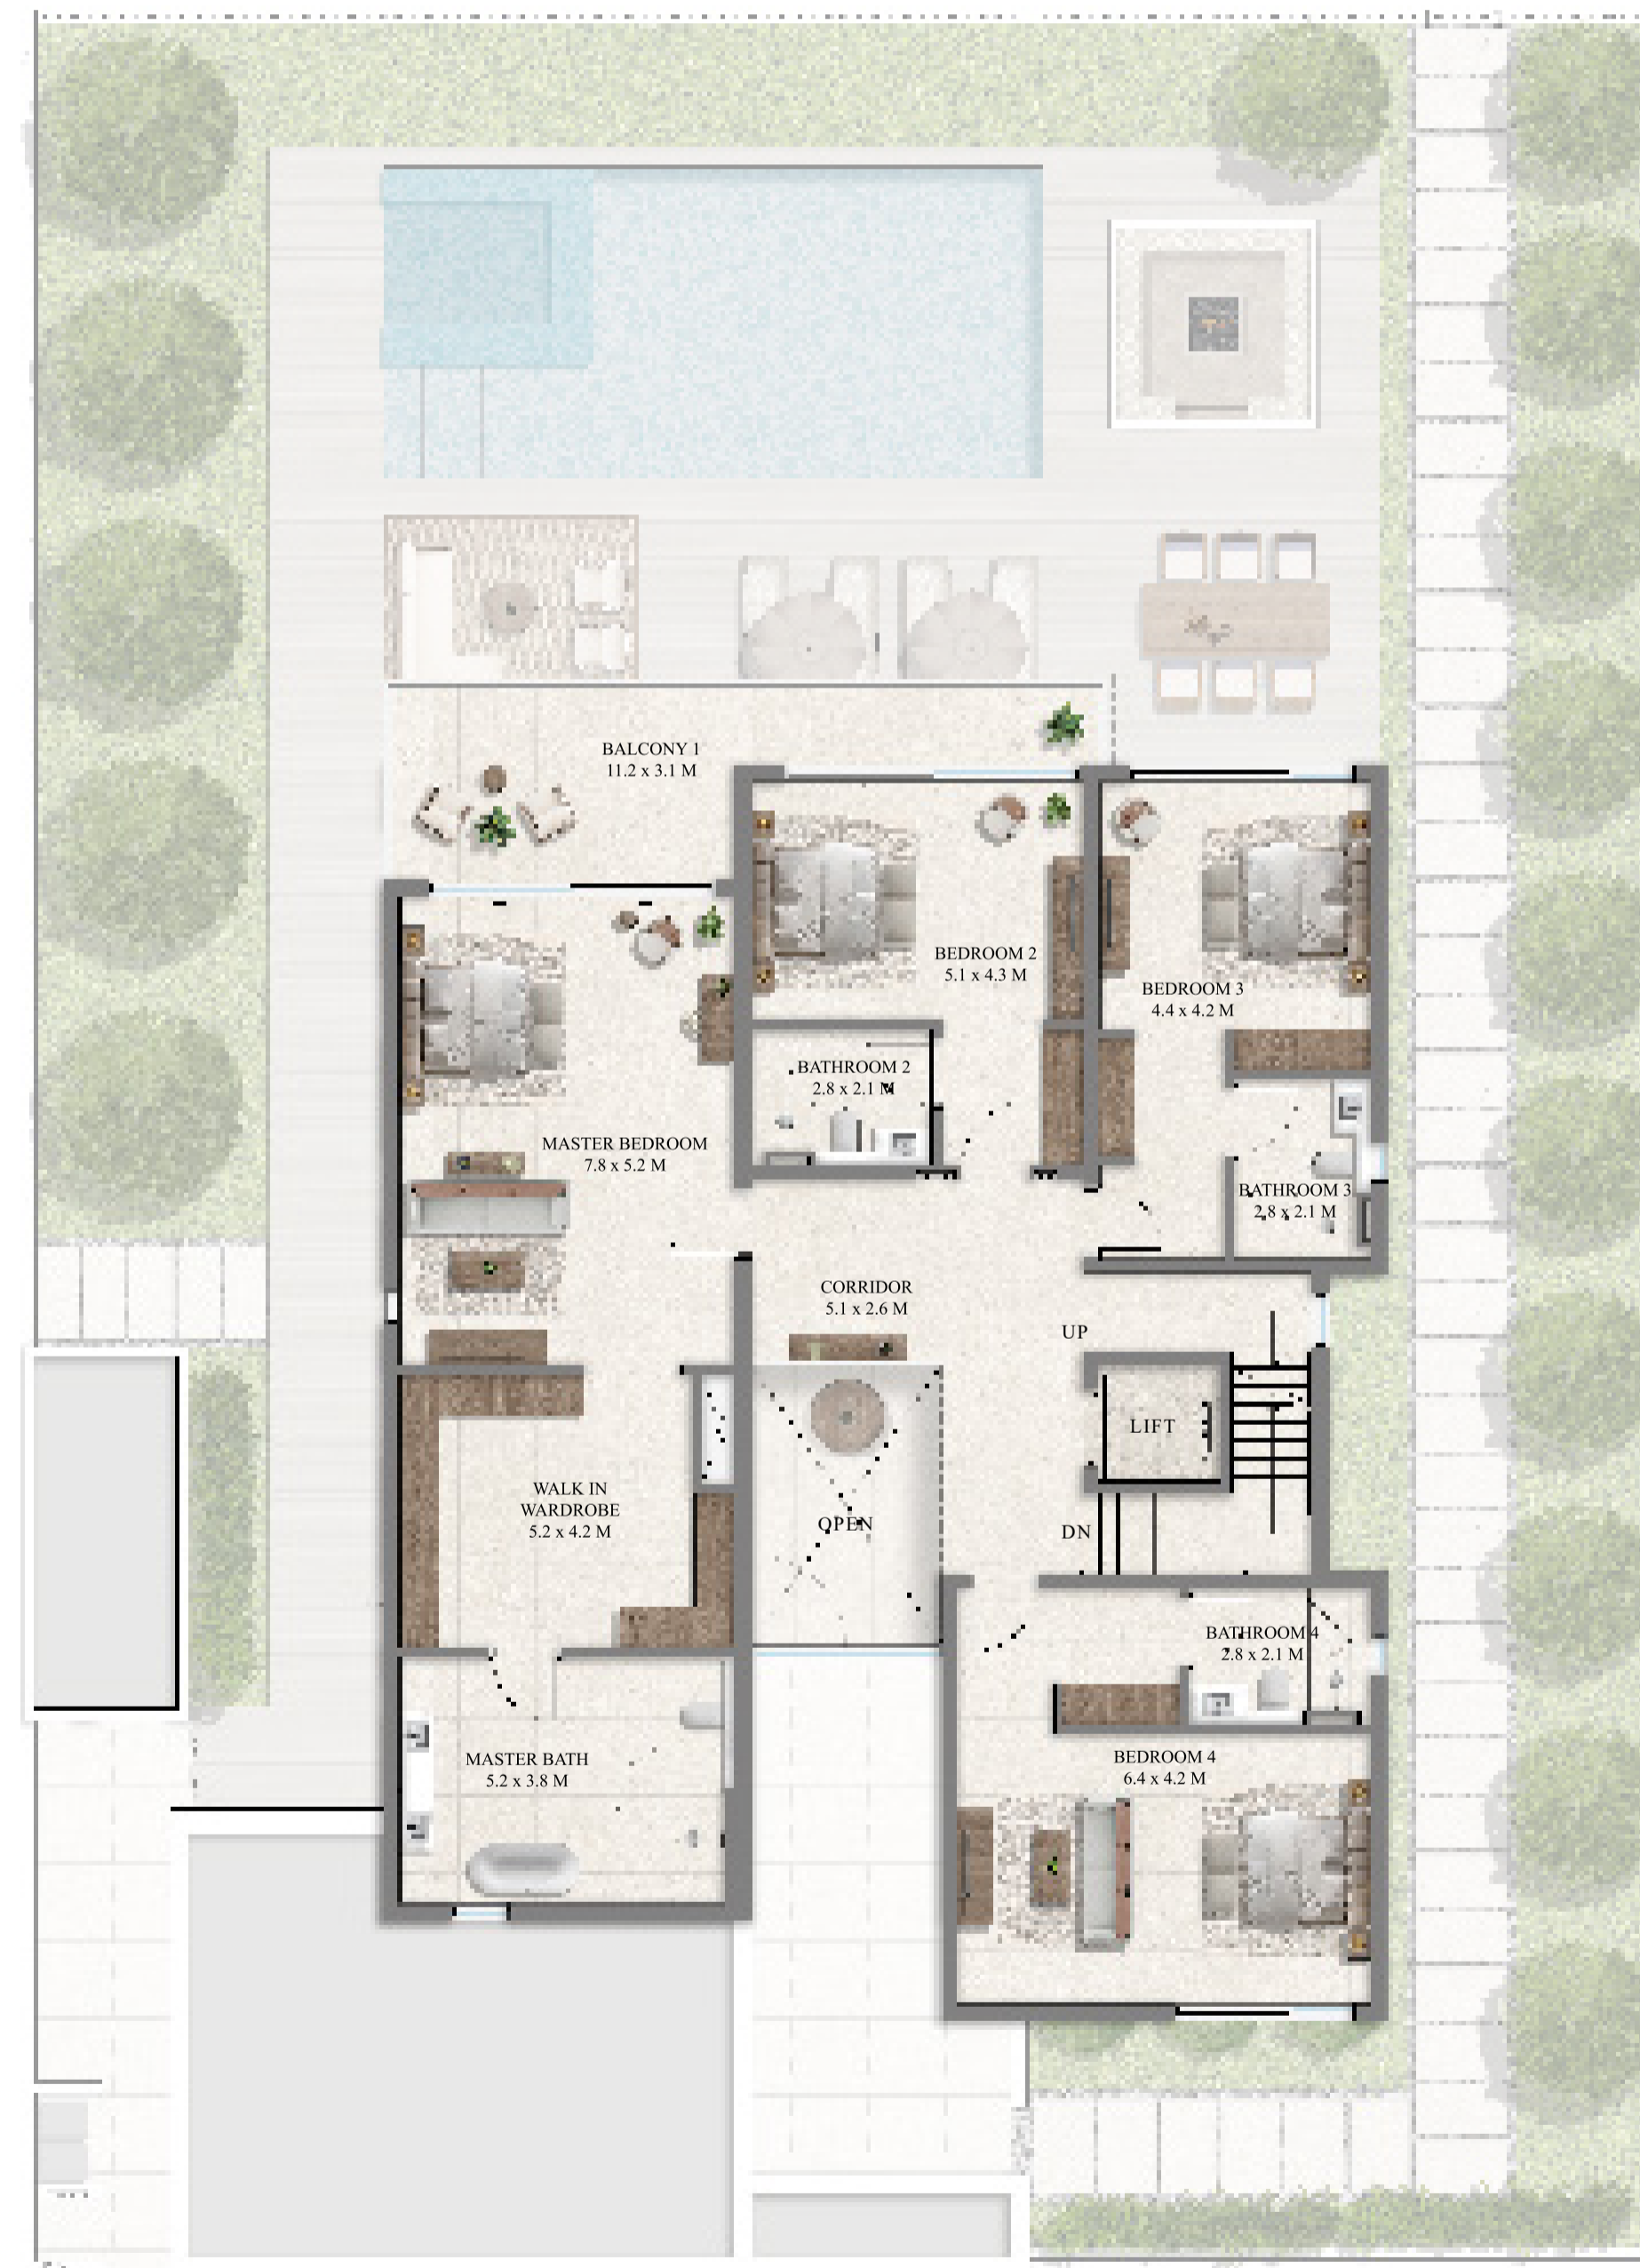 BALCONY 1
11.2 x 3.1 M
BEDROOM 2
5.1 x 4.3 M
BEDROOM 3
4.4 x 4.2 M
BATHROOM 2
2.8 x 2.1 M
MASTER BEDROOM
7.8 x 5.2 M
BATHROOM 3
2.8 x 2.1 M
CORRIDOR
5.1 x 2.6 M
UP
LIFT
WALK IN
WARDROBE
5.2 x 4.2 M
OPEN
DN
BATHROOM 4
2.8 x 2.1 M
MASTER BATH
5.2 x 3.8 M
BEDROOM 4
6.4 x 4.2 M